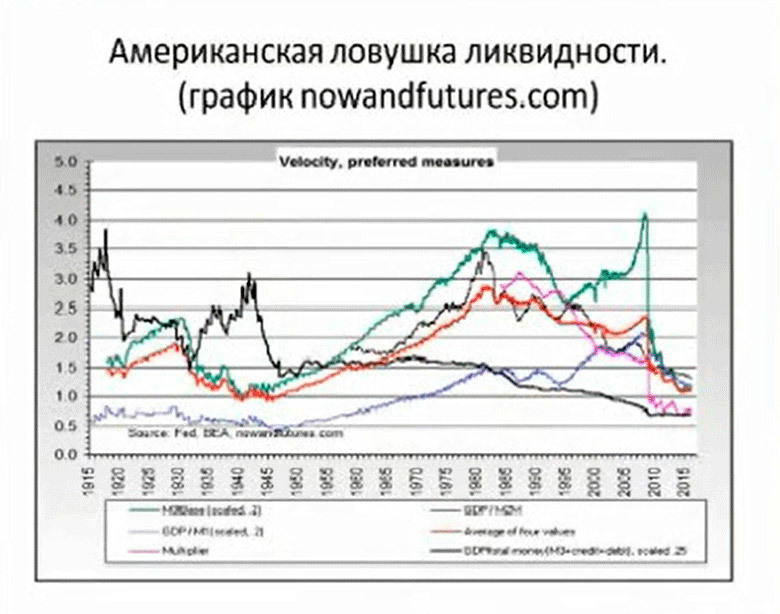 Американская ловушка ликвидности.
(график nowandfutures.com)
Velocity, preferred measures
5.0
4.5
4.0
3.5
3.0
2.5
2.0
1.5
1.0
0.5
0.0
Source: Fed, BEA, nowandfutures.com
1915 1920 1925 1930 1935 1940 1945 1950 1955 1960 1965 1970 1975 1980 1985 1990 1995 2000 2005 2010 2015
(scaled, .2) GDP / M2M
GDP / M1 (scaled, .2) Average of four values
Multiplier GDP/total money(M3+credit+debt), scaled .25